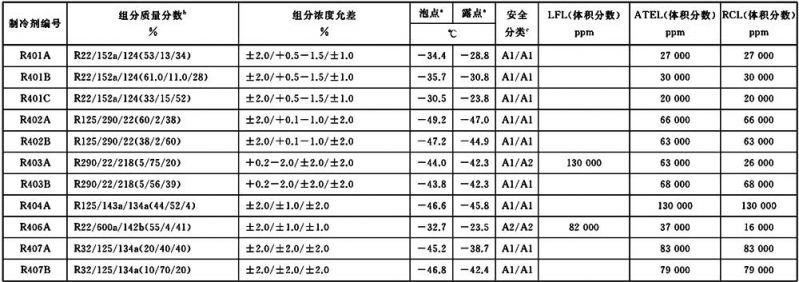 制冷剂编号 组分质量分数ᵇ % 组分浓度允差 % 泡点ᵃ 露点ᵃ ℃ 安全分类ᶜ LFL(体积分数) ppm ATEL(体积分数) ppm RCL(体积分数) ppm
R401A R22/152a/124(53/13/34) ±2.0/+0.5-1.5/±1.0 -34.4 -28.8 A1/A1 27 000 27 000
R401B R22/152a/124(61.0/11.0/28) ±2.0/+0.5-1.5/±1.0 -35.7 -30.8 A1/A1 30 000 30 000
R401C R22/152a/124(33/15/52) ±2.0/+0.5-1.5/±1.0 -30.5 -23.8 A1/A1 20 000 20 000
R402A R125/290/22(60/2/38) ±2.0/+0.1-1.0/±2.0 -49.2 -47.0 A1/A1 66 000 66 000
R402B R125/290/22(38/2/60) ±2.0/+0.1-1.0/±2.0 -47.2 -44.9 A1/A1 63 000 63 000
R403A R290/22/218(5/75/20) +0.2-2.0/±2.0/±2.0 -44.0 -42.3 A1/A2 130 000 63 000 26 000
R403B R290/22/218(5/56/39) +0.2-2.0/±2.0/±2.0 -43.8 -42.3 A1/A1 68 000 68 000
R404A R125/143a/134a(44/52/4) ±2.0/±1.0/±2.0 -46.6 -45.8 A1/A1 130 000 130 000
R406A R22/600a/142b(55/4/41) ±2.0/±1.0/±1.0 -32.7 -23.5 A2/A2 82 000 37 000 16 000
R407A R32/125/134a(20/40/40) ±2.0/±2.0/±2.0 -45.2 -38.7 A1/A1 83 000 83 000
R407B R32/125/134a(10/70/20) ±2.0/±2.0/±2.0 -46.8 -42.4 A1/A1 79 000 79 000